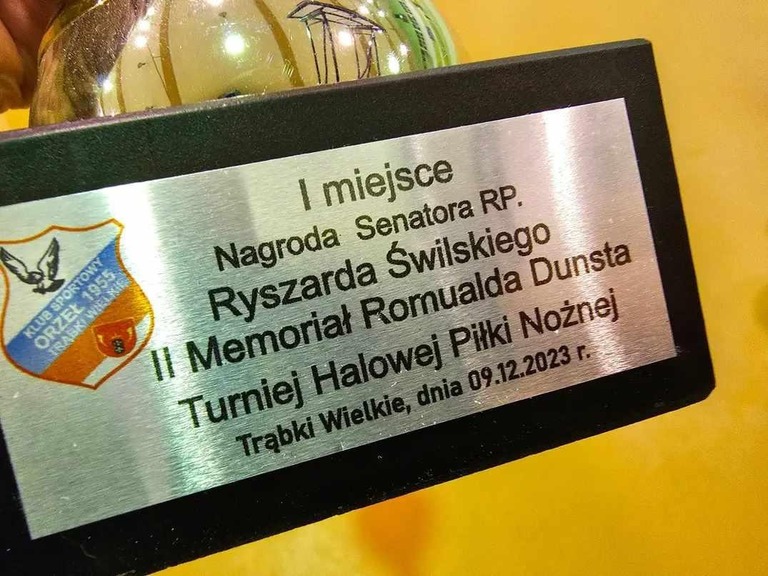 I miejsce
Nagroda Senatora RP.
Ryszarda Świlskiego
II Memoriał Romualda Dunsta
Turniej Halowej Piłki Nożnej
Trąbki Wielkie, dnia 09.12.2023 r.
KLUB SPORTOWY
ORZEŁ 1955
TRĄBKI WIELKIE